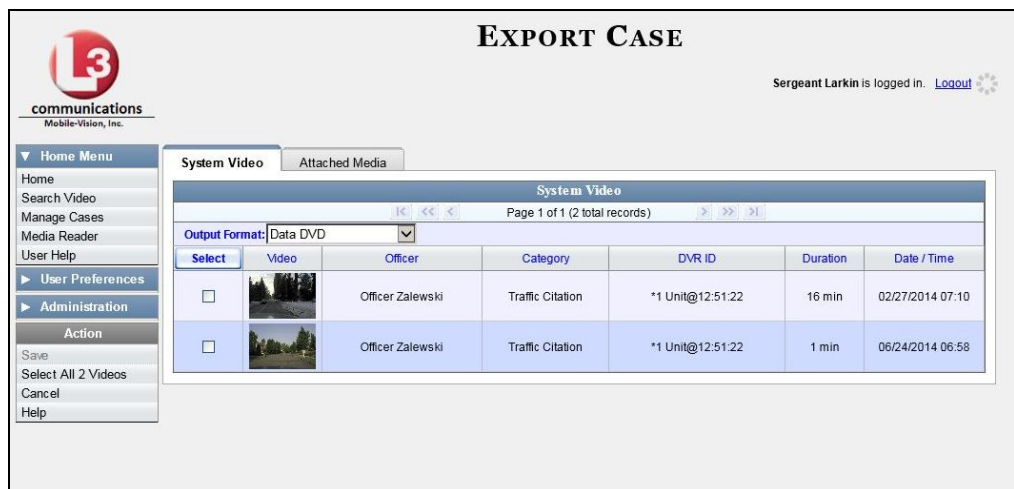 EXPORT CASE
L3
communications
Mobile-Vision, Inc.
Sergeant Larkin is logged in. Logout
▼ Home Menu
Home
Search Video
Manage Cases
Media Reader
User Help
▶ User Preferences
▶ Administration
Action
Save
Select All 2 Videos
Cancel
Help
System Video Attached Media
System Video
|< << < Page 1 of 1 (2 total records) > >> >|
Output Format: Data DVD
Select Video Officer Category DVR ID Duration Date / Time
Officer Zalewski Traffic Citation *1 Unit@12:51:22 16 min 02/27/2014 07:10
Officer Zalewski Traffic Citation *1 Unit@12:51:22 1 min 06/24/2014 06:58